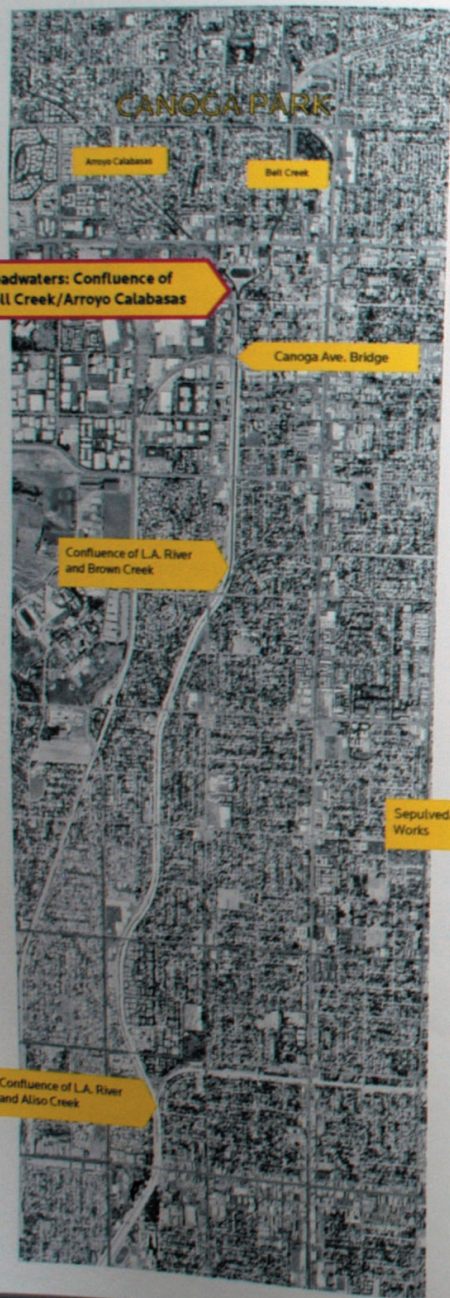 CANOGA PARK
Arroyo Calabasas
Bell Creek
adwaters: Confluence of
ll Creek/Arroyo Calabasas
Canoga Ave. Bridge
Confluence of L.A. River
and Brown Creek
Sepulved
Works
Confluence of L.A. River
and Aliso Creek